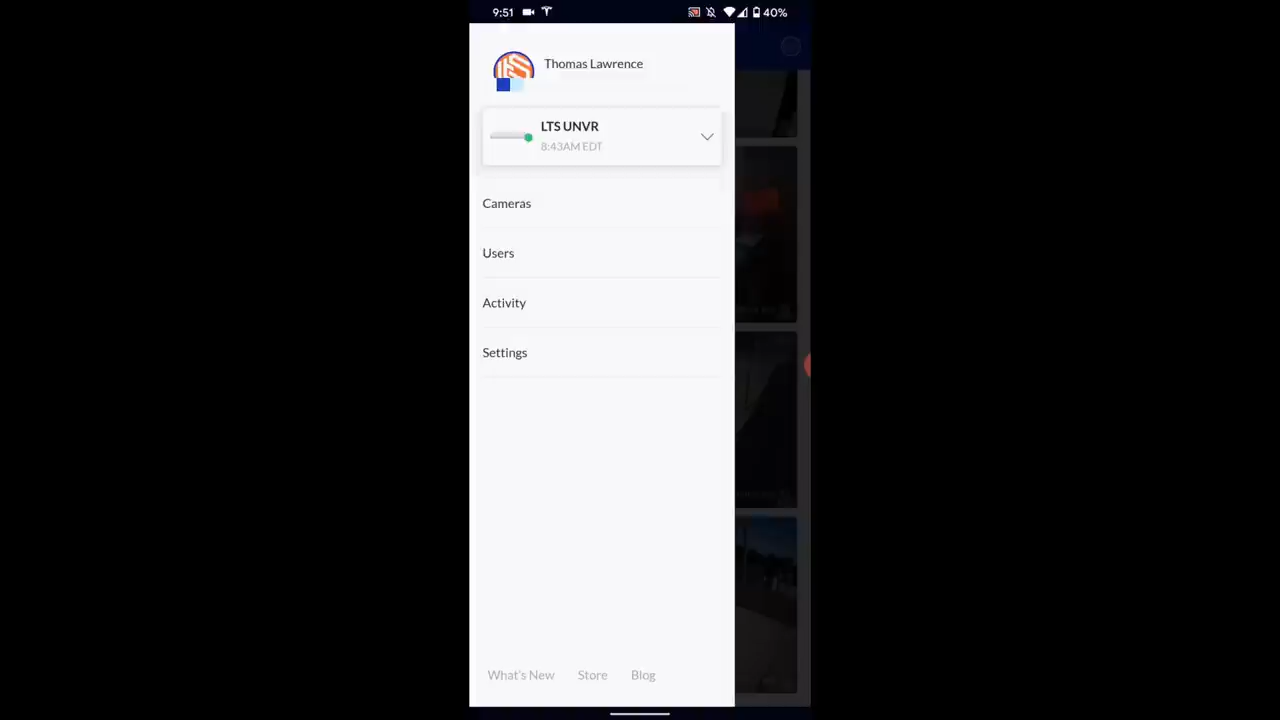 9:51 40%
Thomas Lawrence
LTS UNVR
8:43AM EDT
Cameras
Users
Activity
Settings
What's New Store Blog